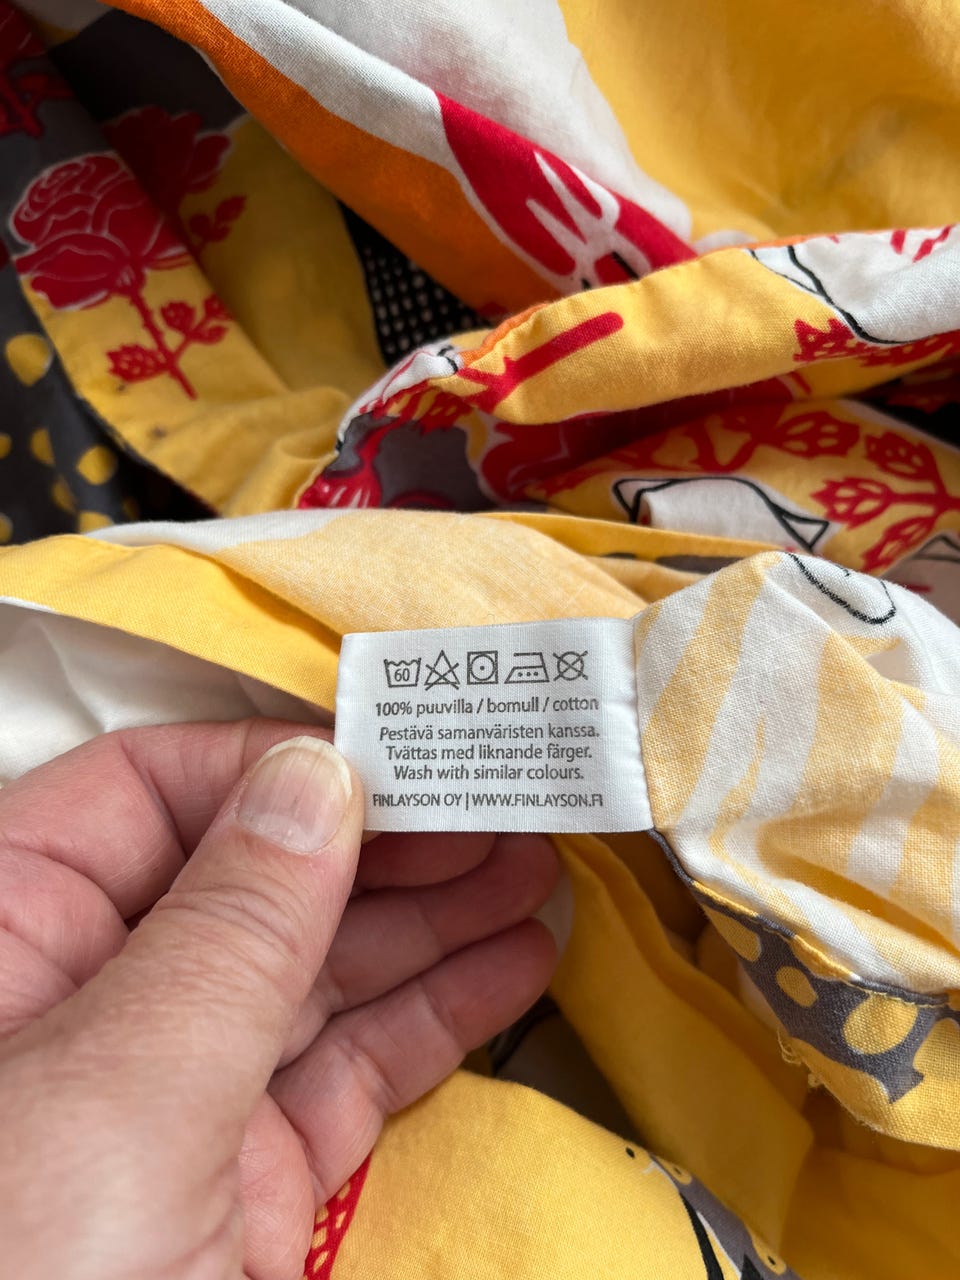 60
100% puuvilla / bomull / cotton
Pestävä samanväristen kanssa.
Tvättas med liknande färger.
Wash with similar colours.
FINLAYSON OY | WWW.FINLAYSON.FI